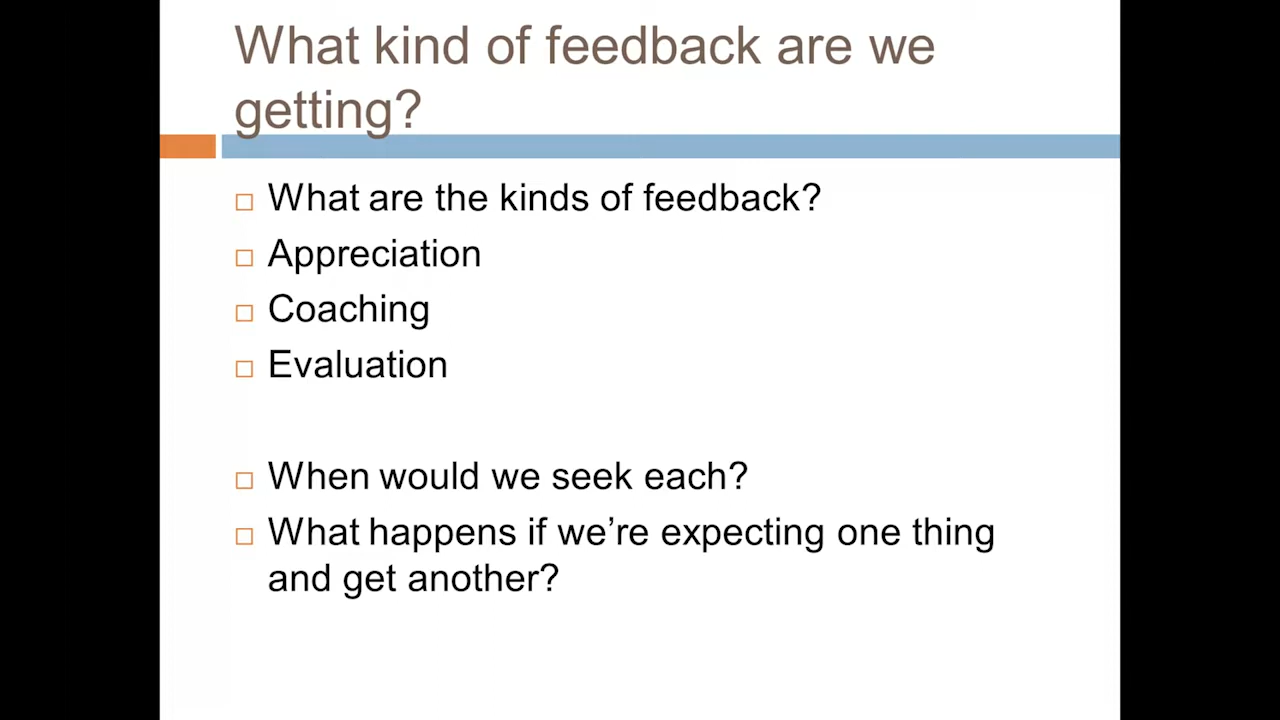 What kind of feedback are we
getting?
What are the kinds of feedback?
Appreciation
Coaching
Evaluation
When would we seek each?
What happens if we’re expecting one thing
and get another?